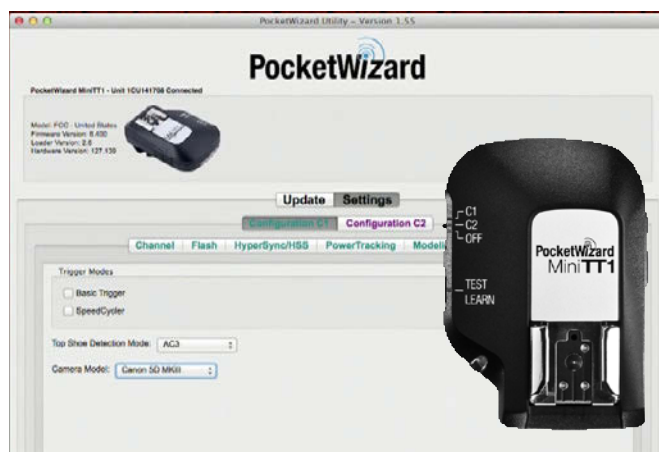 PocketWizard Utility – Version 1.55
PocketWizard
PocketWizard MiniTT1 - Unit 1CU141706 Connected
Model: FCC - United States
Firmware Version: 6.400
Loader Version: 2.6
Hardware Version: 127.139
Update Settings
Configuration C1 Configuration C2
Channel Flash HyperSync/HSS PowerTracking
Trigger Modes
Basic Trigger
SpeedCycler
Top Shoe Detection Mode: AC3
Camera Model: Canon 5D MKIII
C1
C2
OFF
TEST
LEARN
PocketWizard
MiniTT1